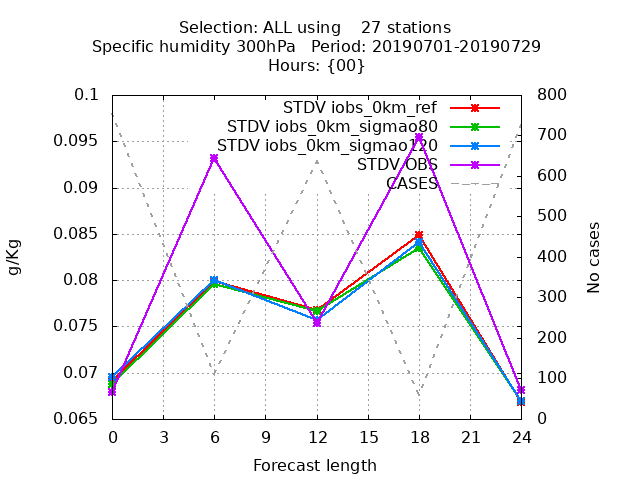 Selection: ALL using    27 stations
Specific humidity 300hPa   Period: 20190701-20190729
Hours: {00}
STDV iobs_0km_ref
STDV iobs_0km_sigmao80
STDV iobs_0km_sigmao120
STDV OBS
CASES
0.1
0.095
0.09
0.085
0.08
0.075
0.07
0.065
g/Kg
800
700
600
500
400
300
200
100
0
No cases
0 3 6 9 12 15 18 21 24
Forecast length